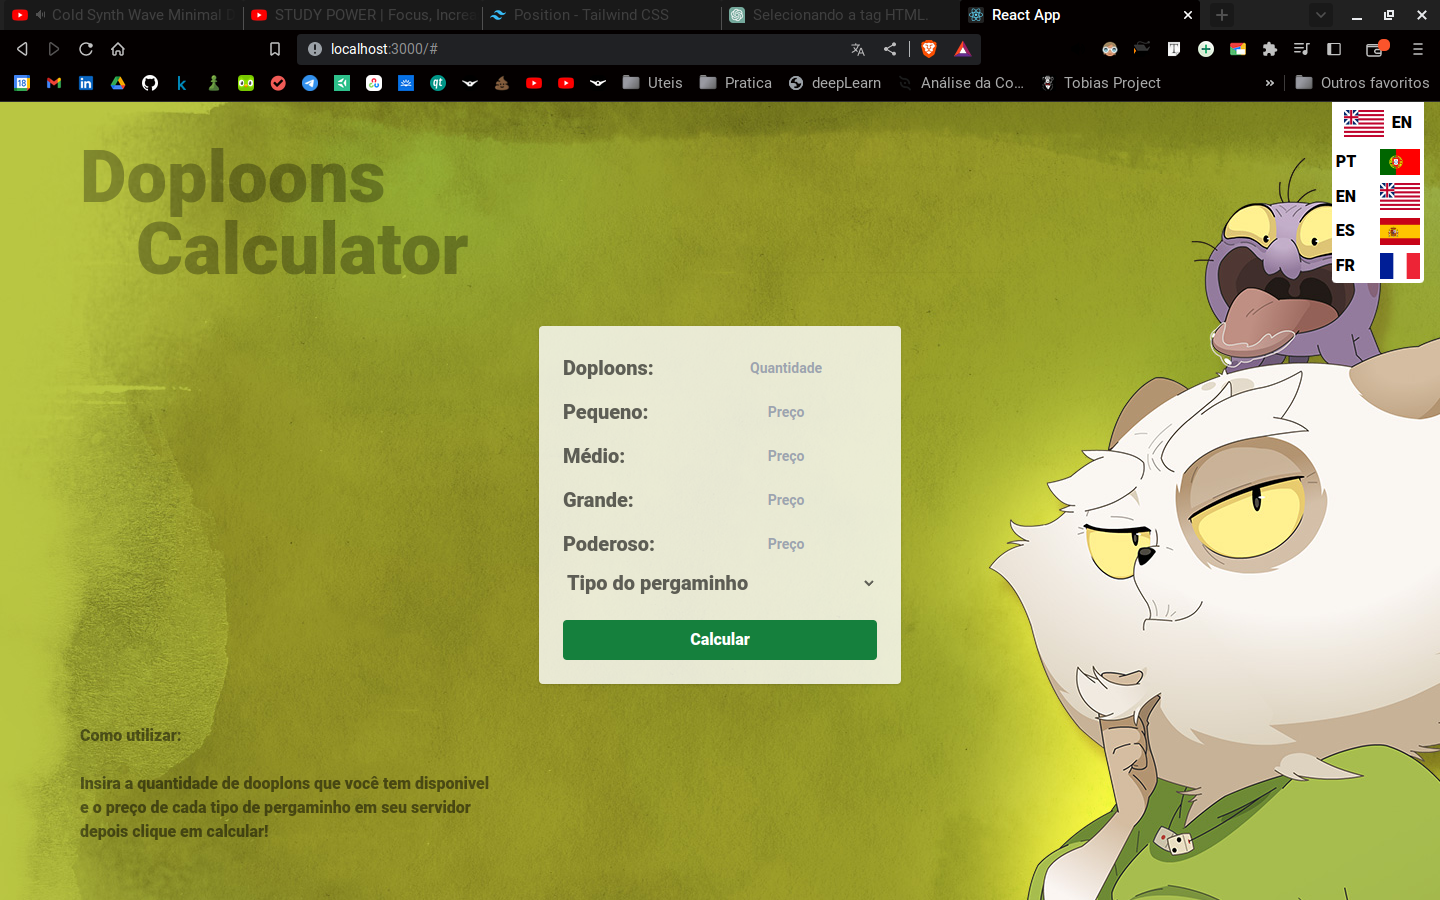 Cold Synth Wave Minimal D
STUDY POWER | Focus, Increa
Position - Tailwind CSS
Selecionando a tag HTML.
React App
localhost:3000/#
Uteis
Pratica
deepLearn
Análise da Co...
Tobias Project
»
Outros favoritos
Doploons
Calculator
EN
PT
EN
ES
FR
Doploons: Quantidade
Pequeno: Preço
Médio: Preço
Grande: Preço
Poderoso: Preço
Tipo do pergaminho
Calcular
Como utilizar:
Insira a quantidade de dooplons que você tem disponivel
e o preço de cada tipo de pergaminho em seu servidor
depois clique em calcular!